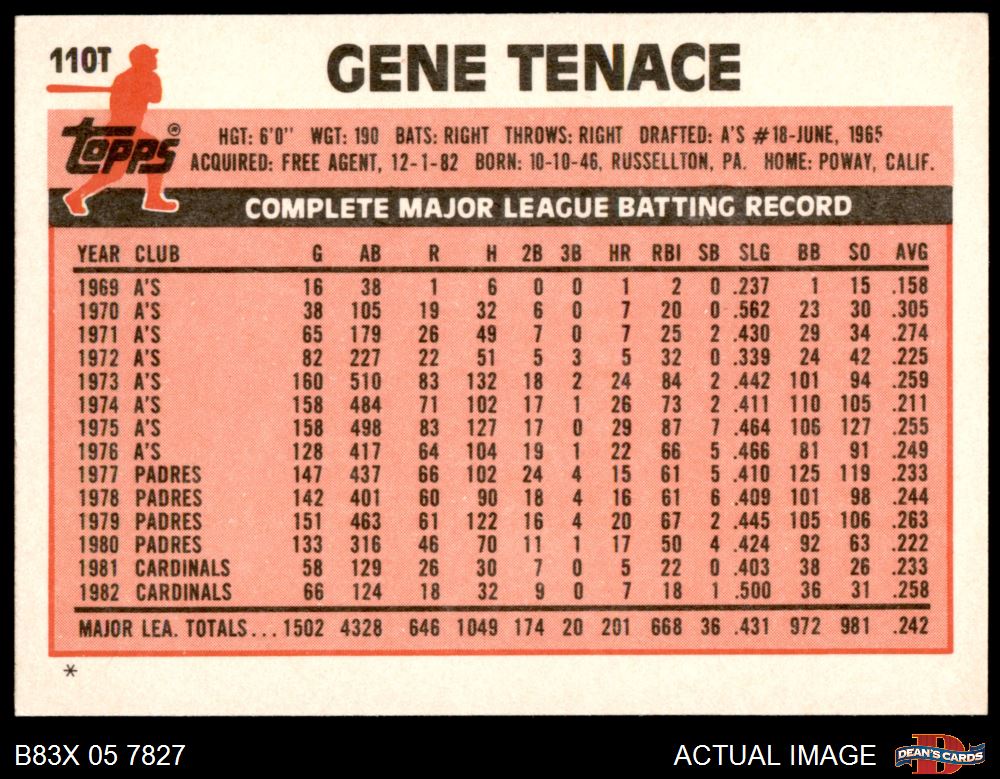 110T
GENE TENACE
Topps®
HGT: 6'0" WGT: 190 BATS: RIGHT THROWS: RIGHT DRAFTED: A'S #18-JUNE, 1965
ACQUIRED: FREE AGENT, 12-1-82 BORN: 10-10-46, RUSSELLTON, PA. HOME: POWAY, CALIF.
COMPLETE MAJOR LEAGUE BATTING RECORD
YEAR CLUB G AB R H 2B 3B HR RBI SB SLG BB SO AVG
1969 A'S 16 38 1 6 0 0 1 2 0 .237 1 15 .158
1970 A'S 38 105 19 32 6 0 7 20 0 .562 23 30 .305
1971 A'S 65 179 26 49 7 0 7 25 2 .430 29 34 .274
1972 A'S 82 227 22 51 5 3 5 32 0 .339 24 42 .225
1973 A'S 160 510 83 132 18 2 24 84 2 .442 101 94 .259
1974 A'S 158 484 71 102 17 1 26 73 2 .411 110 105 .211
1975 A'S 158 498 83 127 17 0 29 87 7 .464 106 127 .255
1976 A'S 128 417 64 104 19 1 22 66 5 .466 81 91 .249
1977 PADRES 147 437 66 102 24 4 15 61 5 .410 125 119 .233
1978 PADRES 142 401 60 90 18 4 16 61 6 .409 101 98 .244
1979 PADRES 151 463 61 122 16 4 20 67 2 .445 105 106 .263
1980 PADRES 133 316 46 70 11 1 17 50 4 .424 92 63 .222
1981 CARDINALS 58 129 26 30 7 0 5 22 0 .403 38 26 .233
1982 CARDINALS 66 124 18 32 9 0 7 18 1 .500 36 31 .258
MAJOR LEA. TOTALS... 1502 4328 646 1049 174 20 201 668 36 .431 972 981 .242
*
B83X 05 7827 ACTUAL IMAGE DEAN'S CARDS